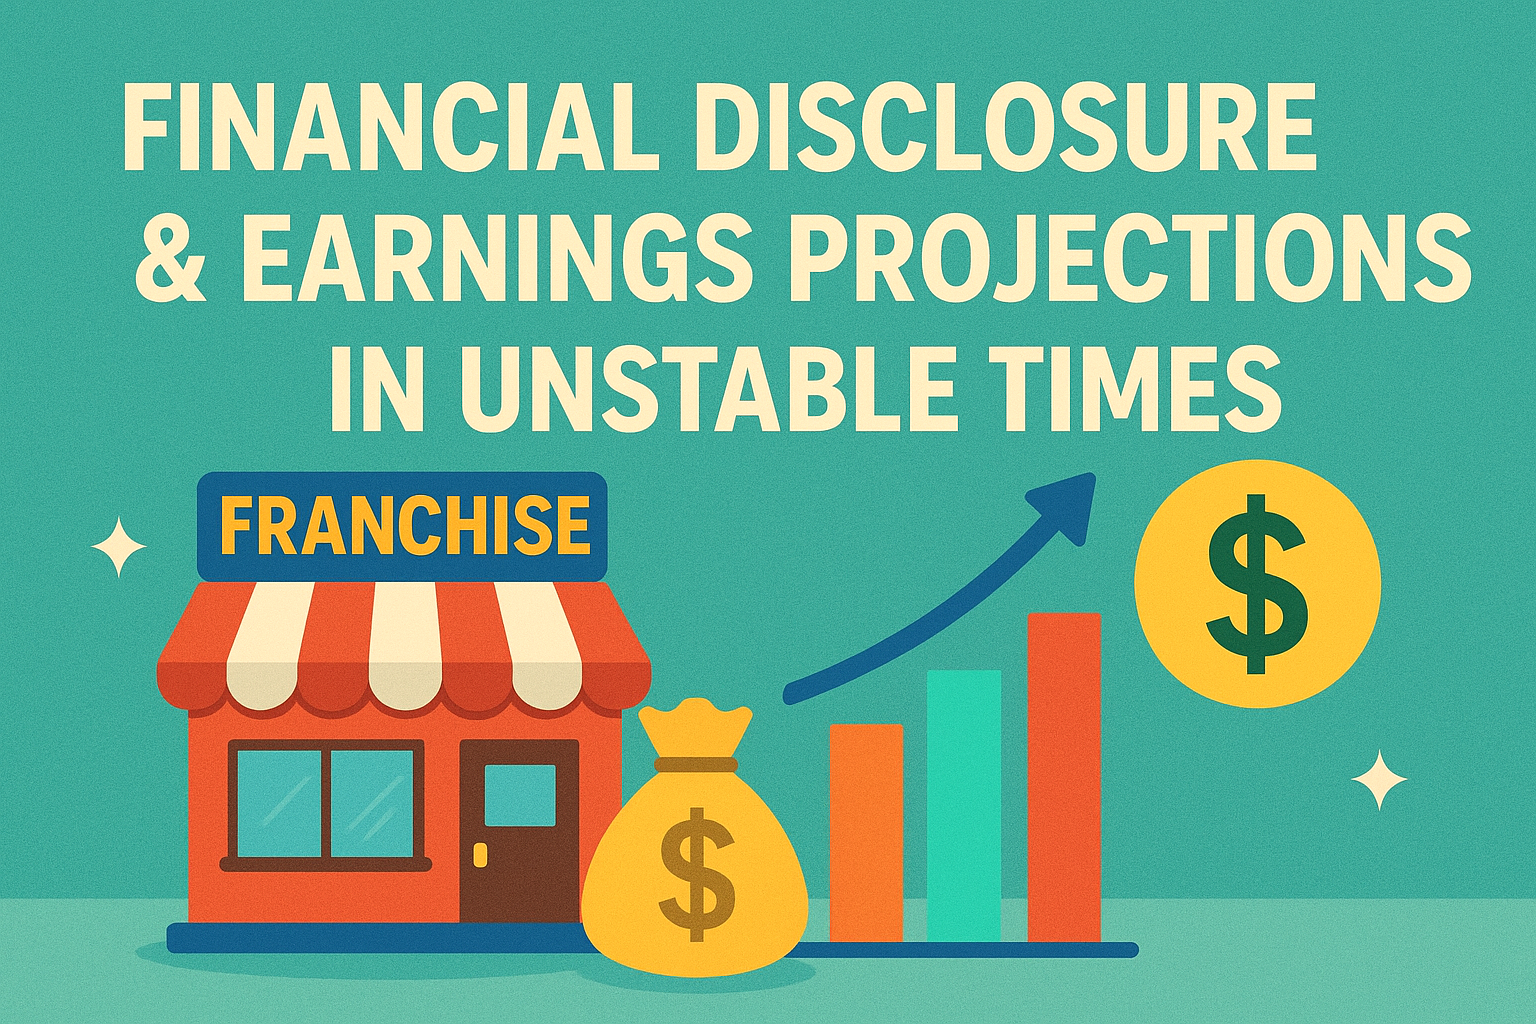 FINANCIAL DISCLOSURE
& EARNINGS PROJECTIONS
IN UNSTABLE TIMES
FRANCHISE
$
$